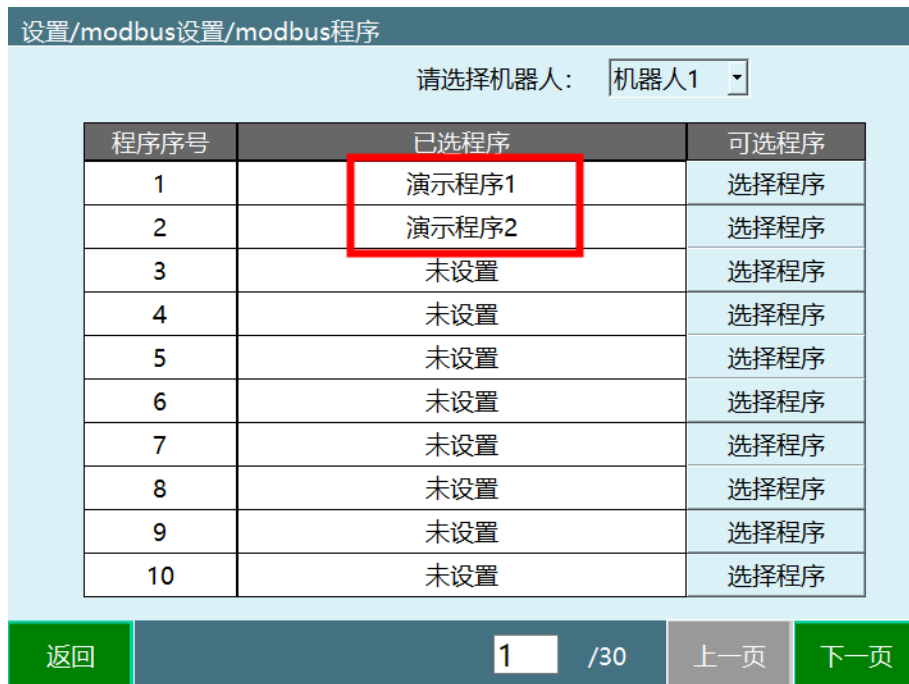 设置/modbus设置/modbus程序
请选择机器人： 机器人1
程序序号 已选程序 可选程序
1 演示程序1 选择程序
2 演示程序2 选择程序
3 未设置 选择程序
4 未设置 选择程序
5 未设置 选择程序
6 未设置 选择程序
7 未设置 选择程序
8 未设置 选择程序
9 未设置 选择程序
10 未设置 选择程序
返回 1 /30 上一页 下一页